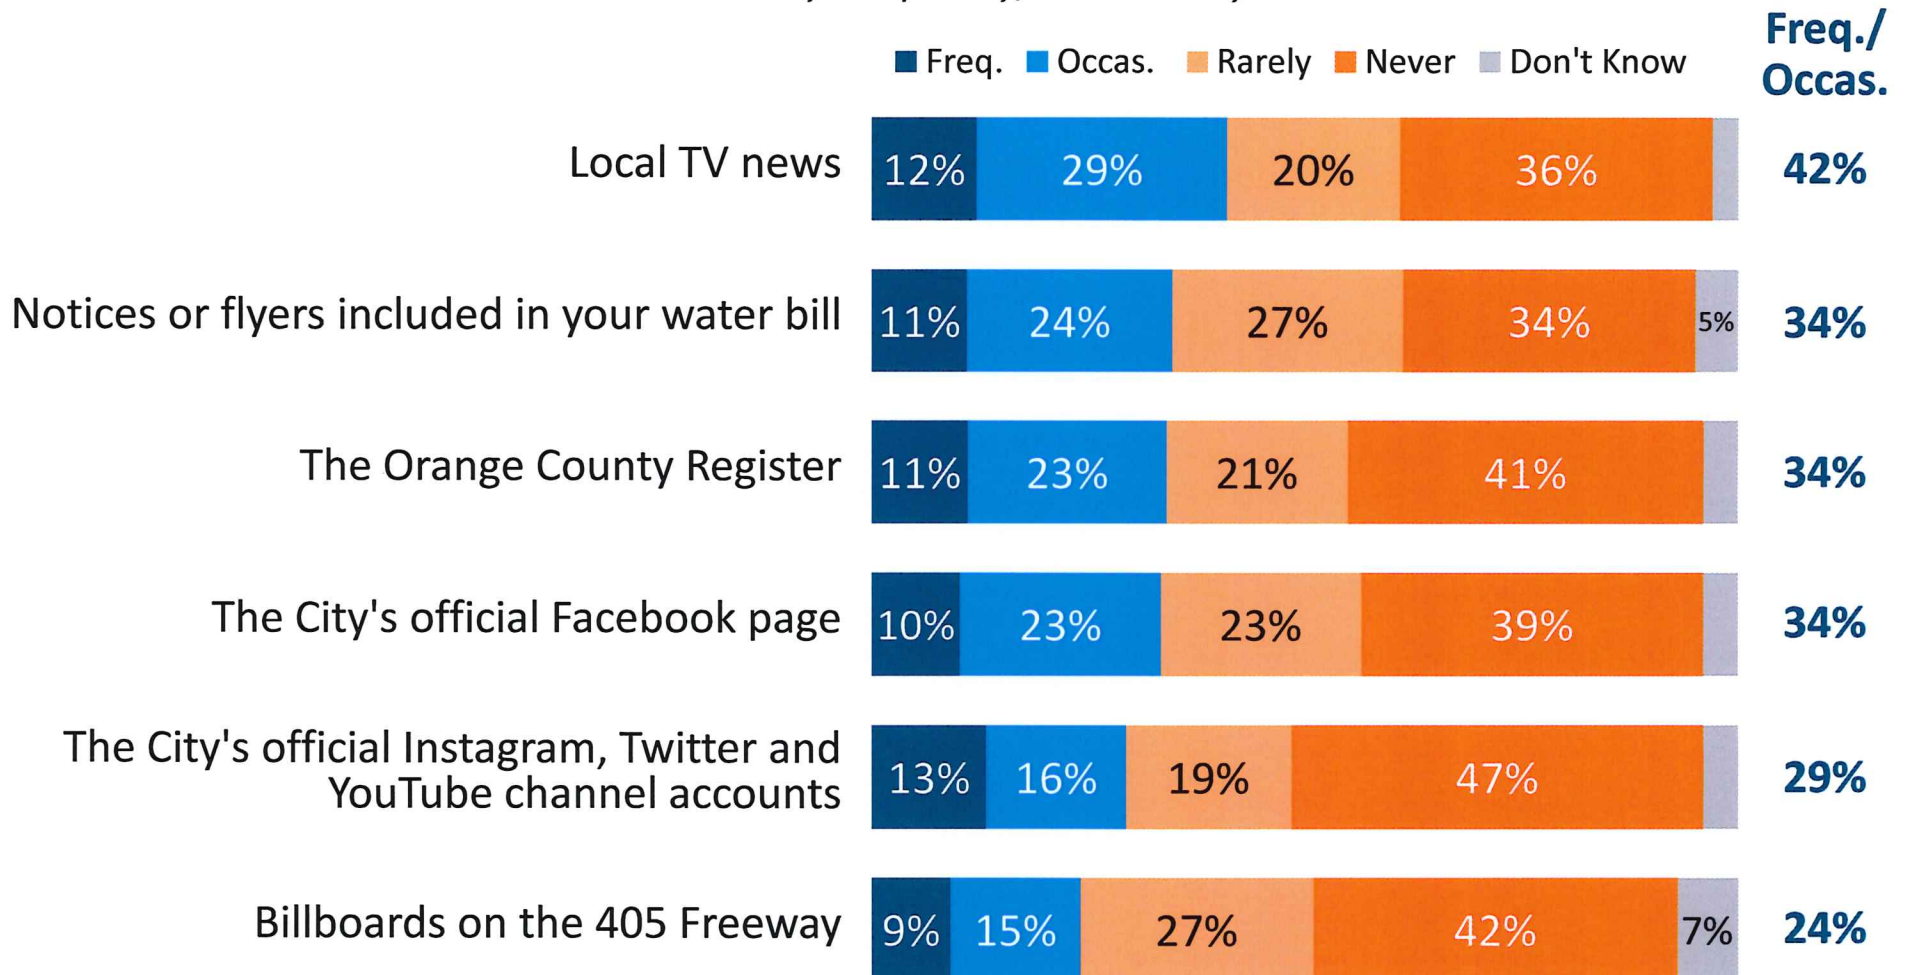 Freq. Occas. Rarely Never Don't Know
Freq./
Occas.
Local TV news 12% 29% 20% 36% 42%
Notices or flyers included in your water bill 11% 24% 27% 34% 5% 34%
The Orange County Register 11% 23% 21% 41% 34%
The City's official Facebook page 10% 23% 23% 39% 34%
The City's official Instagram, Twitter and
YouTube channel accounts 13% 16% 19% 47% 29%
Billboards on the 405 Freeway 9% 15% 27% 42% 7% 24%